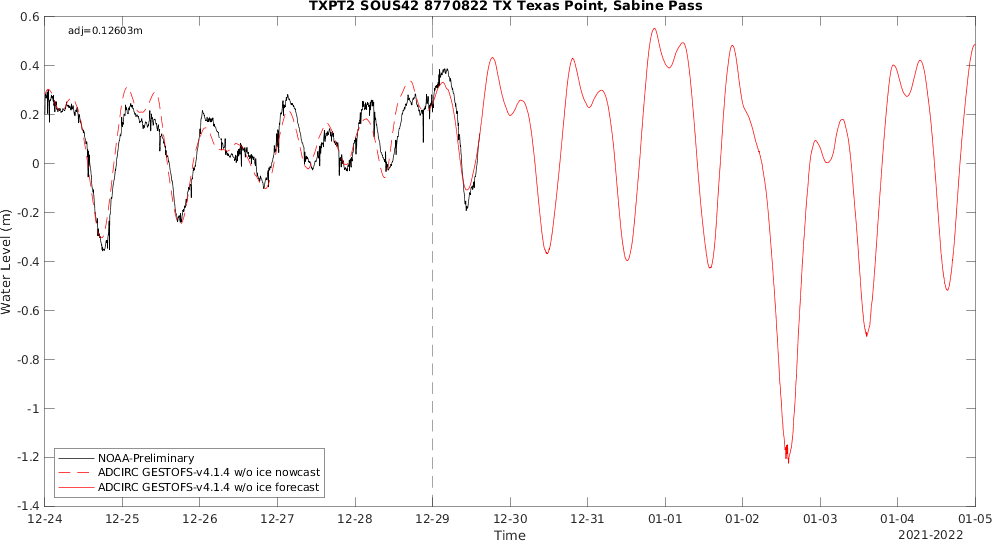 TXPT2 SOUS42 8770822 TX Texas Point, Sabine Pass
adj=0.12603m
0.6
0.4
0.2
0
-0.2
-0.4
-0.6
-0.8
-1
-1.2
-1.4
Water Level (m)
NOAA-Preliminary
ADCIRC GESTOFS-v4.1.4 w/o ice nowcast
ADCIRC GESTOFS-v4.1.4 w/o ice forecast
12-24 12-25 12-26 12-27 12-28 12-29 12-30 12-31 01-01 01-02 01-03 01-04 01-05
Time
2021-2022